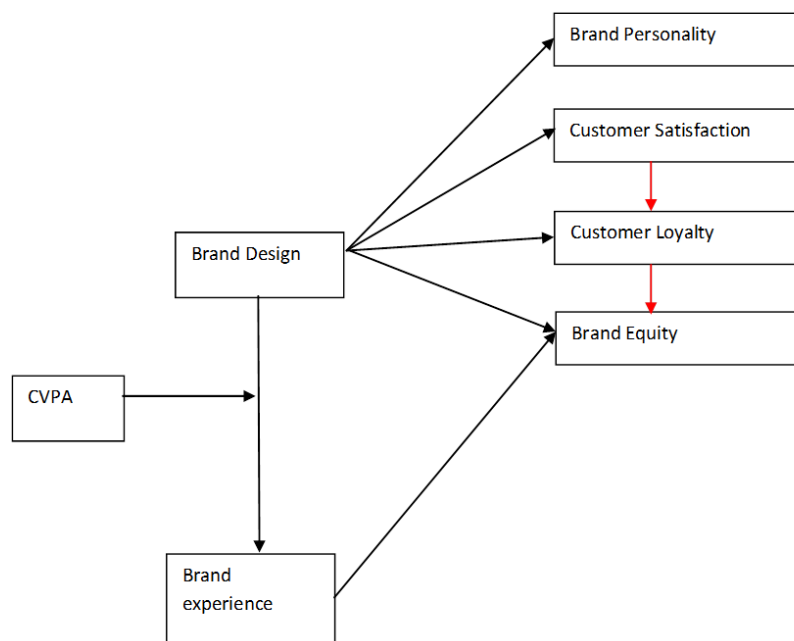 Brand Personality
Customer Satisfaction
Customer Loyalty
Brand Design
Brand Equity
CVPA
Brand
experience